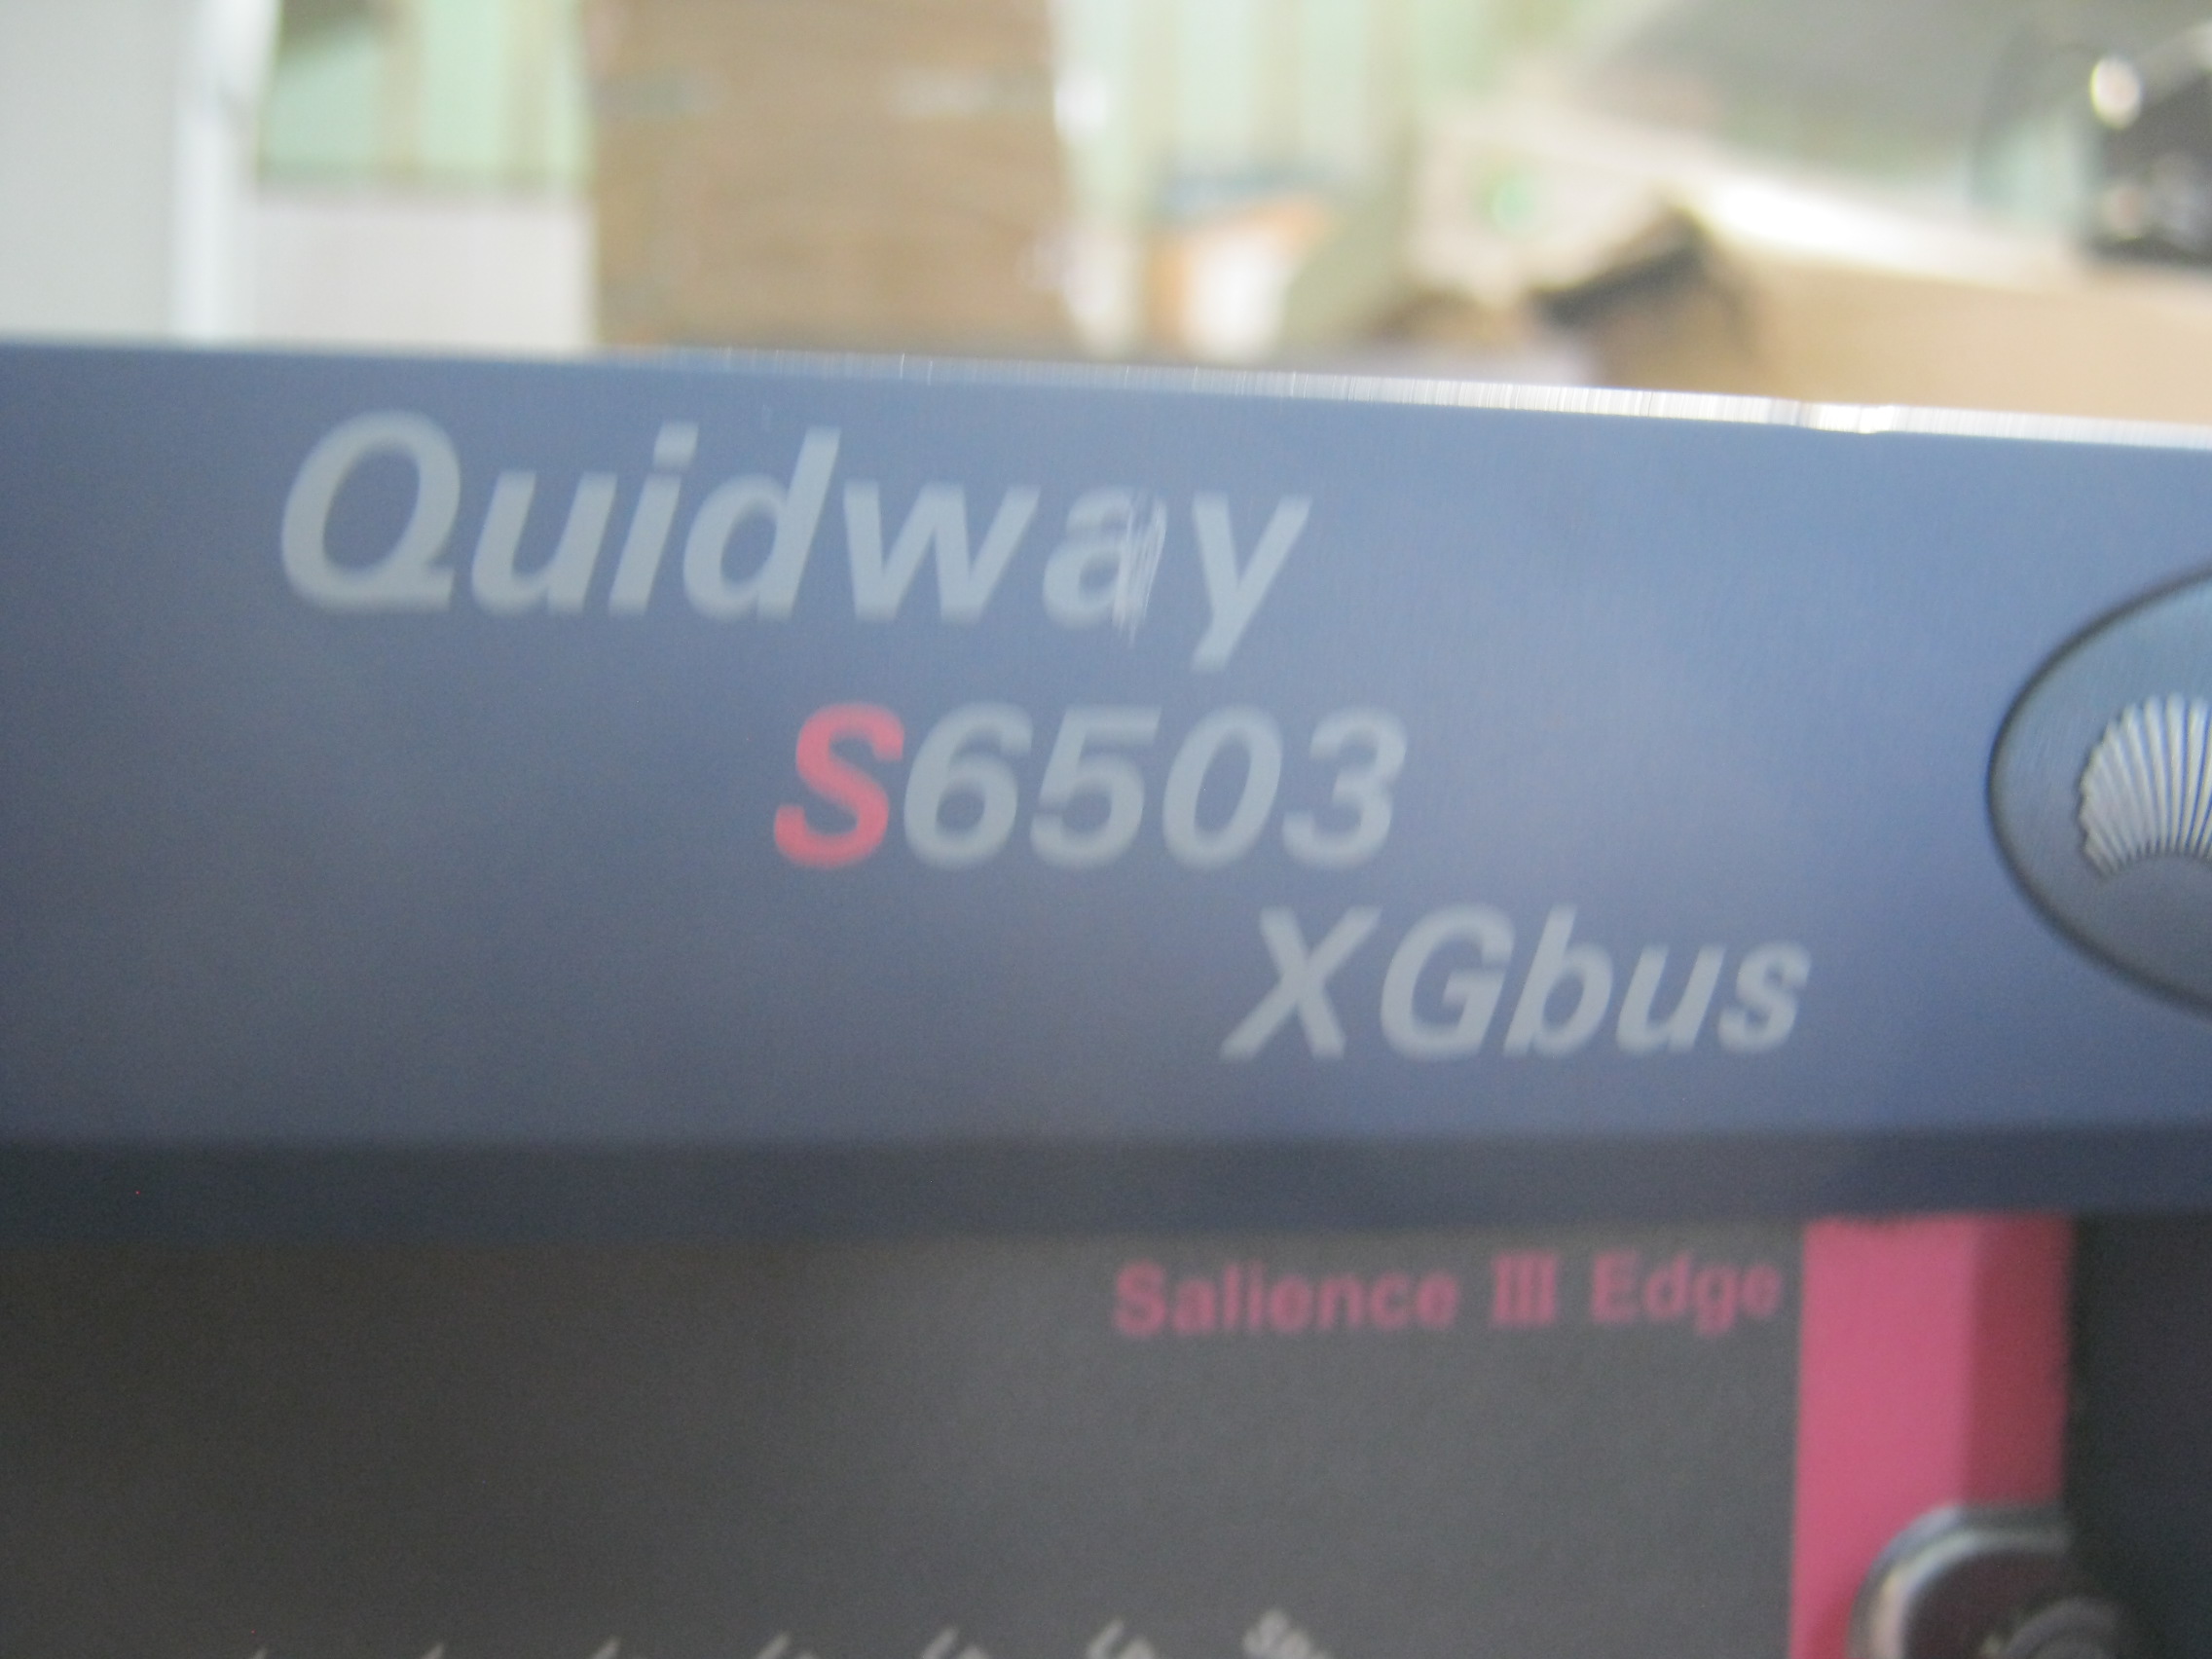 Quidway
S6503
XGbus
Salience III Edge